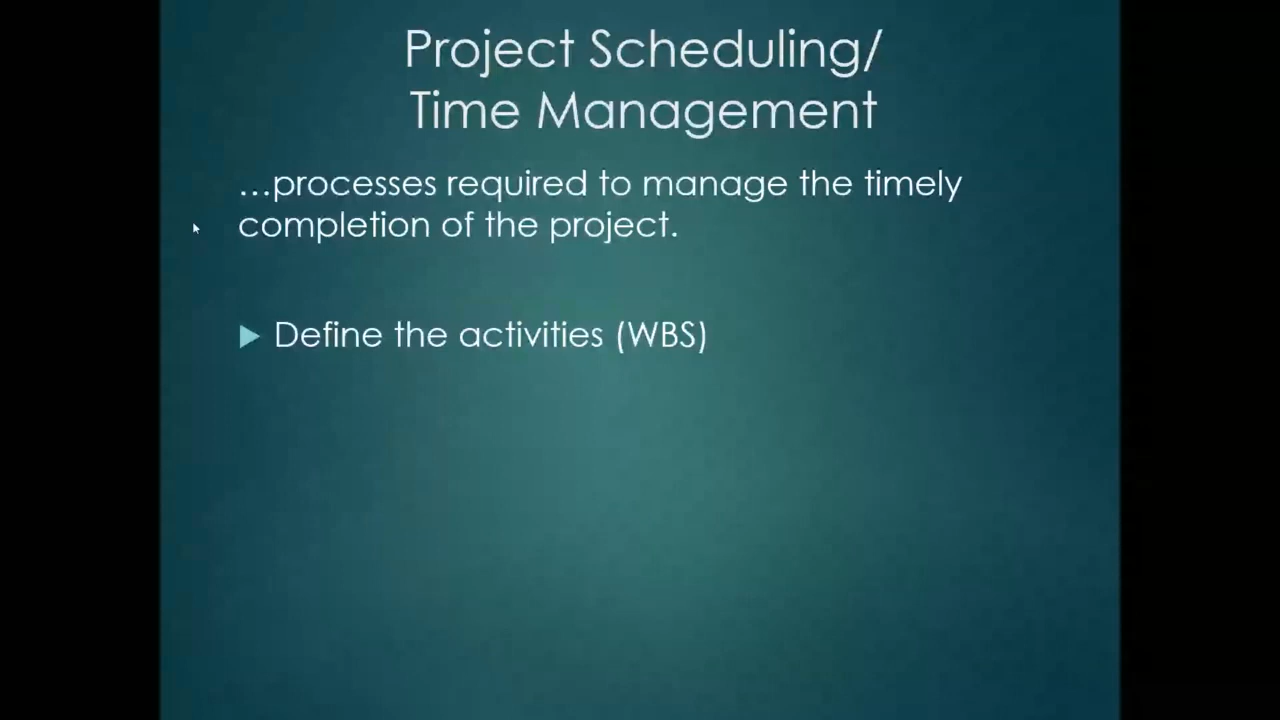 Project Scheduling/
Time Management
...processes required to manage the timely
completion of the project.
Define the activities (WBS)